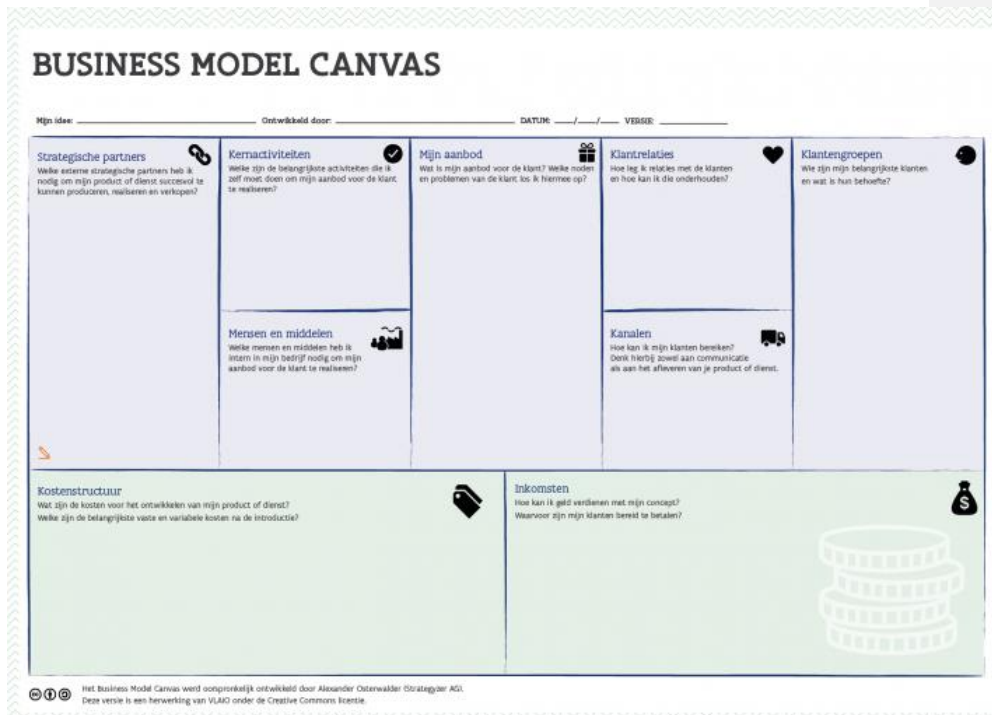 BUSINESS MODEL CANVAS
Mijn idee: Ontwikkeld door: DATUM: / / VERSIE:
Strategische partners
Welke externe strategische partners heb ik
nodig om mijn product of dienst succesvol te
kunnen produceren, realiseren en verkopen?
Kernactiviteiten
Welke zijn de belangrijkste activiteiten die ik
zelf moet doen om mijn aanbod voor de klant
te realiseren?
Mensen en middelen
Welke mensen en middelen heb ik
intern in mijn bedrijf nodig om mijn
aanbod voor de klant te realiseren?
Mijn aanbod
Wat is mijn aanbod voor de klant? Welke noden
en problemen van de klant los ik hiermee op?
Klantrelaties
Hoe leg ik relaties met de klanten
en hoe kan ik die onderhouden?
Kanalen
Hoe kan ik mijn klanten bereiken?
Denk hierbij zowel aan communicatie
als aan het afleveren van je product of dienst.
Klantengroepen
Wie zijn mijn belangrijkste klanten
en wat is hun behoefte?
Kostenstructuur
Wat zijn de kosten voor het ontwikkelen van mijn product of dienst?
Welke zijn de belangrijkste vaste en variabele kosten na de introductie?
Inkomsten
Hoe kan ik geld verdienen met mijn concept?
Waarvoor zijn mijn klanten bereid te betalen?
$
Het Business Model Canvas werd oorspronkelijk ontwikkeld door Alexander Osterwalder (Strategyzer AG).
Deze versie is een herwerking van VLAIO onder de Creative Commons licentie.